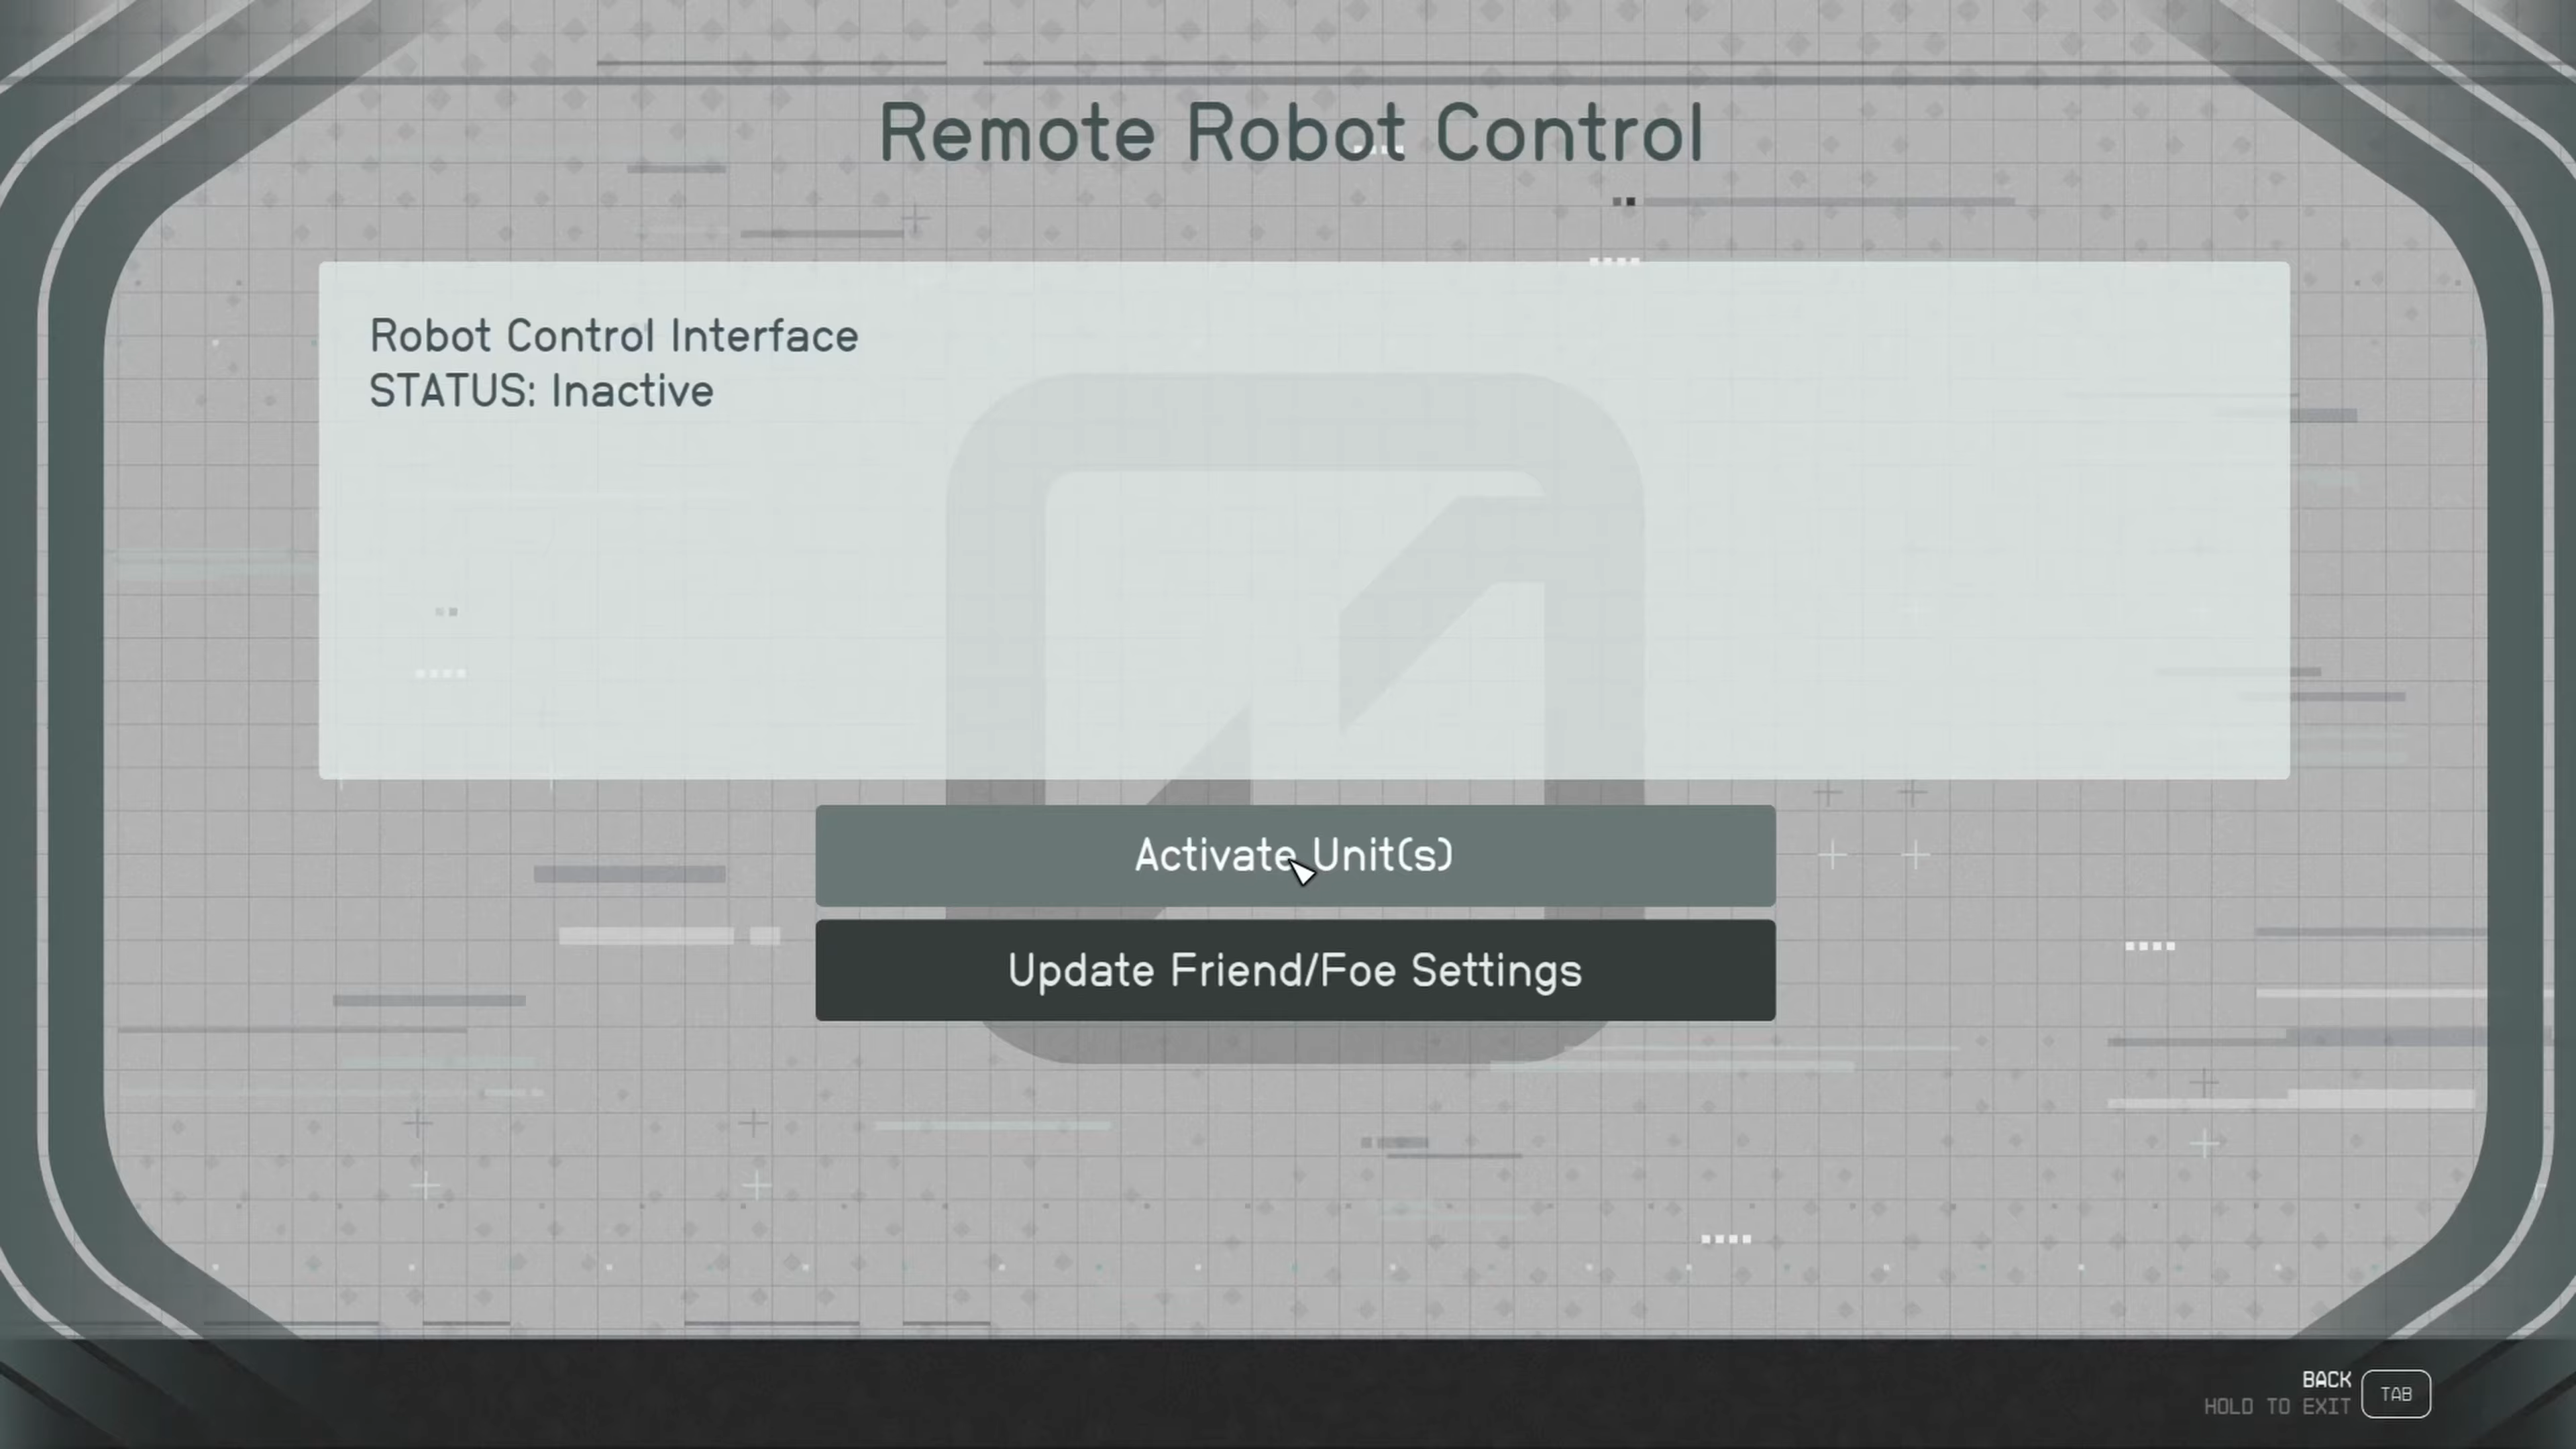 Remote Robot Control
Robot Control Interface
STATUS: Inactive
Activate Unit(s)
Update Friend/Foe Settings
BACK
HOLD TO EXIT
TAB